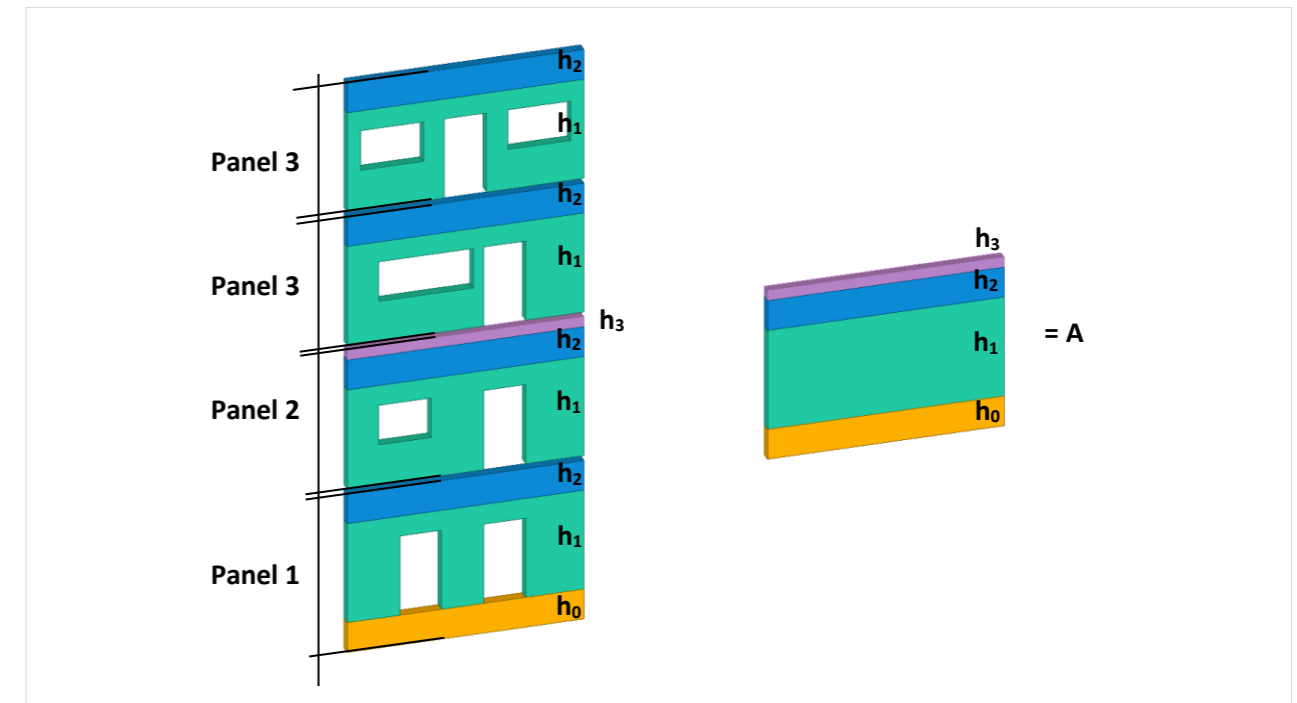 h₂
h₁
Panel 3
h₂
h₁
Panel 3
h₃
h₂
h₁
Panel 2
h₂
h₁
Panel 1
h₀
h₃
h₂
h₁
= A
h₀